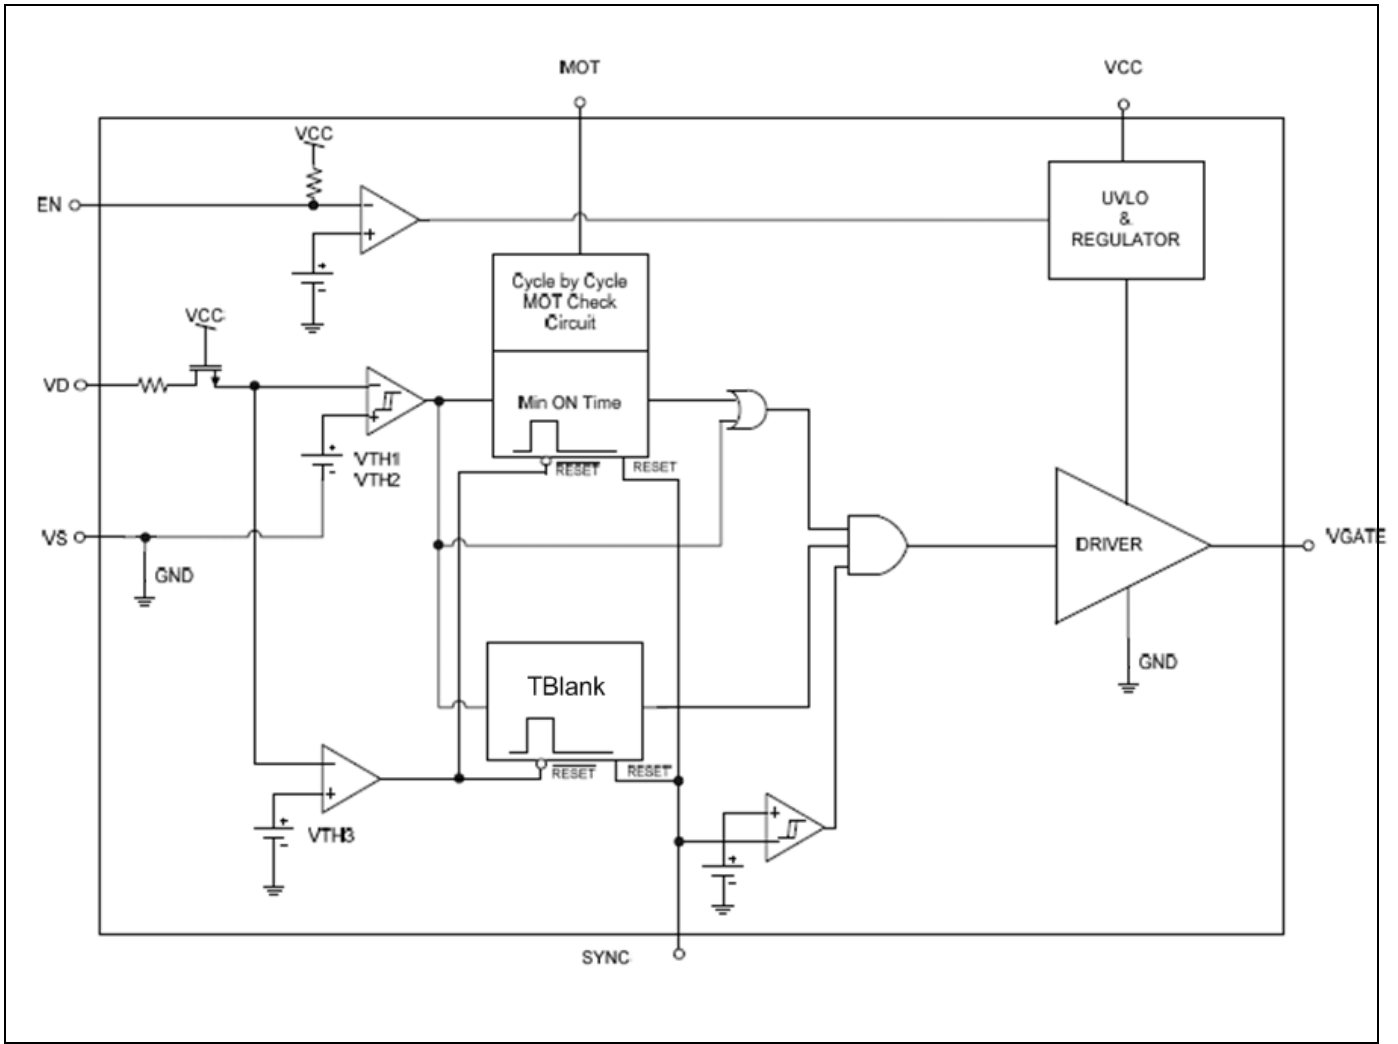 MOT
VCC
VCC
EN
-
+
+
-
UVLO
&
REGULATOR
Cycle by Cycle
MOT Check
Circuit
VCC
VD
-
+
Min ON Time
+
-
VTH1
VTH2
RESET
RESET
VS
GND
DRIVER
VGATE
TBlank
GND
RESET
RESET
-
+
+
-
VTH3
+
-
+
-
SYNC